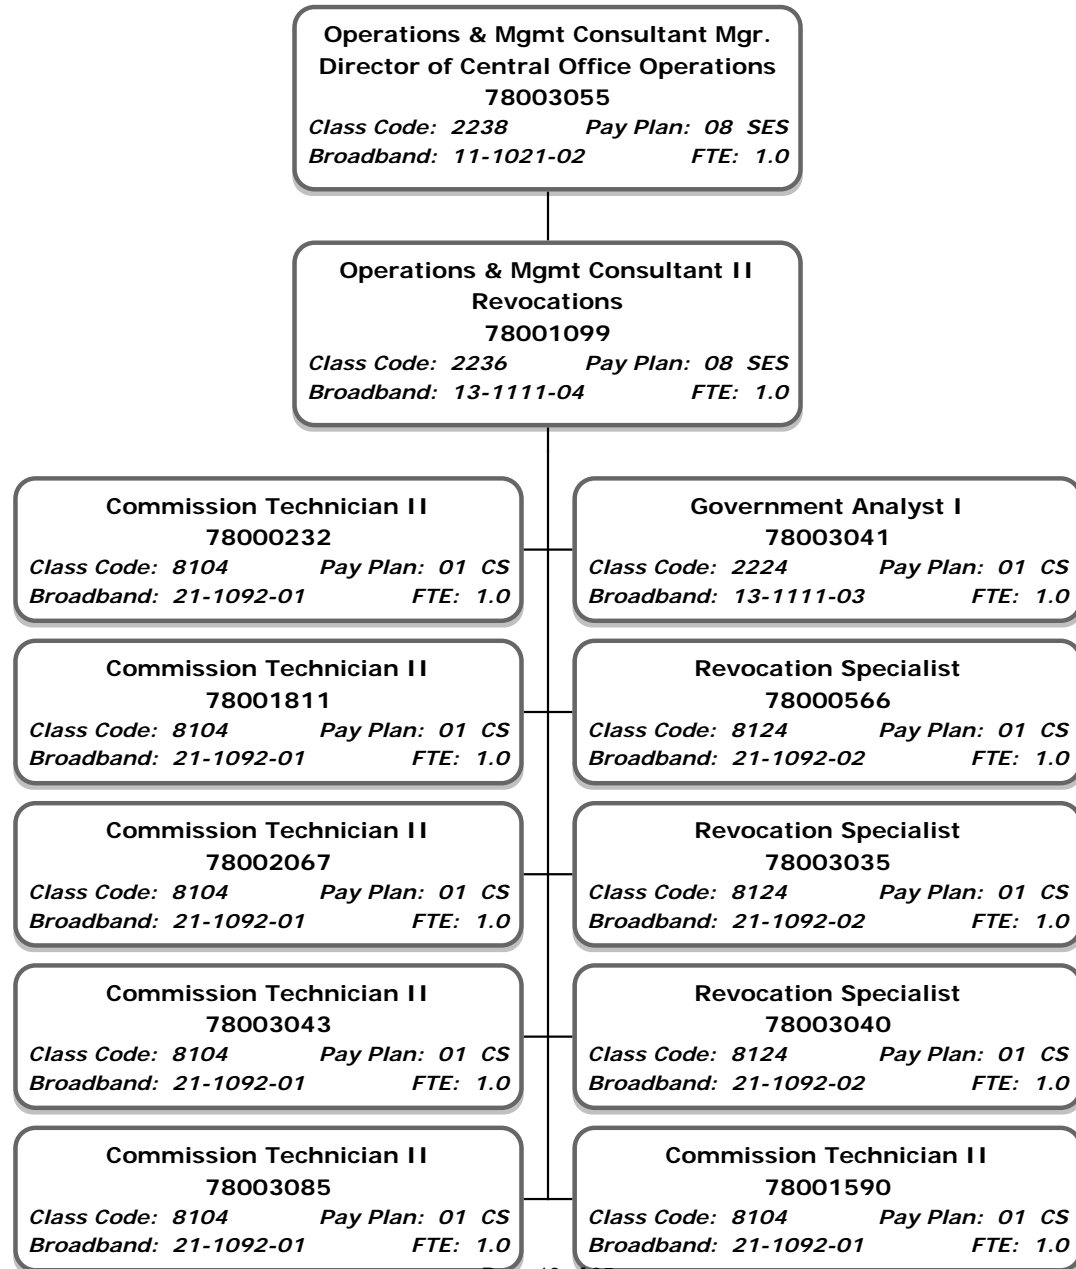 Operations & Mgmt Consultant Mgr.
Director of Central Office Operations
78003055
Class Code: 2238 Pay Plan: 08 SES
Broadband: 11-1021-02 FTE: 1.0
Operations & Mgmt Consultant II
Revocations
78001099
Class Code: 2236 Pay Plan: 08 SES
Broadband: 13-1111-04 FTE: 1.0
Commission Technician II
78000232
Class Code: 8104 Pay Plan: 01 CS
Broadband: 21-1092-01 FTE: 1.0
Government Analyst I
78003041
Class Code: 2224 Pay Plan: 01 CS
Broadband: 13-1111-03 FTE: 1.0
Commission Technician II
78001811
Class Code: 8104 Pay Plan: 01 CS
Broadband: 21-1092-01 FTE: 1.0
Revocation Specialist
78000566
Class Code: 8124 Pay Plan: 01 CS
Broadband: 21-1092-02 FTE: 1.0
Commission Technician II
78002067
Class Code: 8104 Pay Plan: 01 CS
Broadband: 21-1092-01 FTE: 1.0
Revocation Specialist
78003035
Class Code: 8124 Pay Plan: 01 CS
Broadband: 21-1092-02 FTE: 1.0
Commission Technician II
78003043
Class Code: 8104 Pay Plan: 01 CS
Broadband: 21-1092-01 FTE: 1.0
Revocation Specialist
78003040
Class Code: 8124 Pay Plan: 01 CS
Broadband: 21-1092-02 FTE: 1.0
Commission Technician II
78003085
Class Code: 8104 Pay Plan: 01 CS
Broadband: 21-1092-01 FTE: 1.0
Commission Technician II
78001590
Class Code: 8104 Pay Plan: 01 CS
Broadband: 21-1092-01 FTE: 1.0